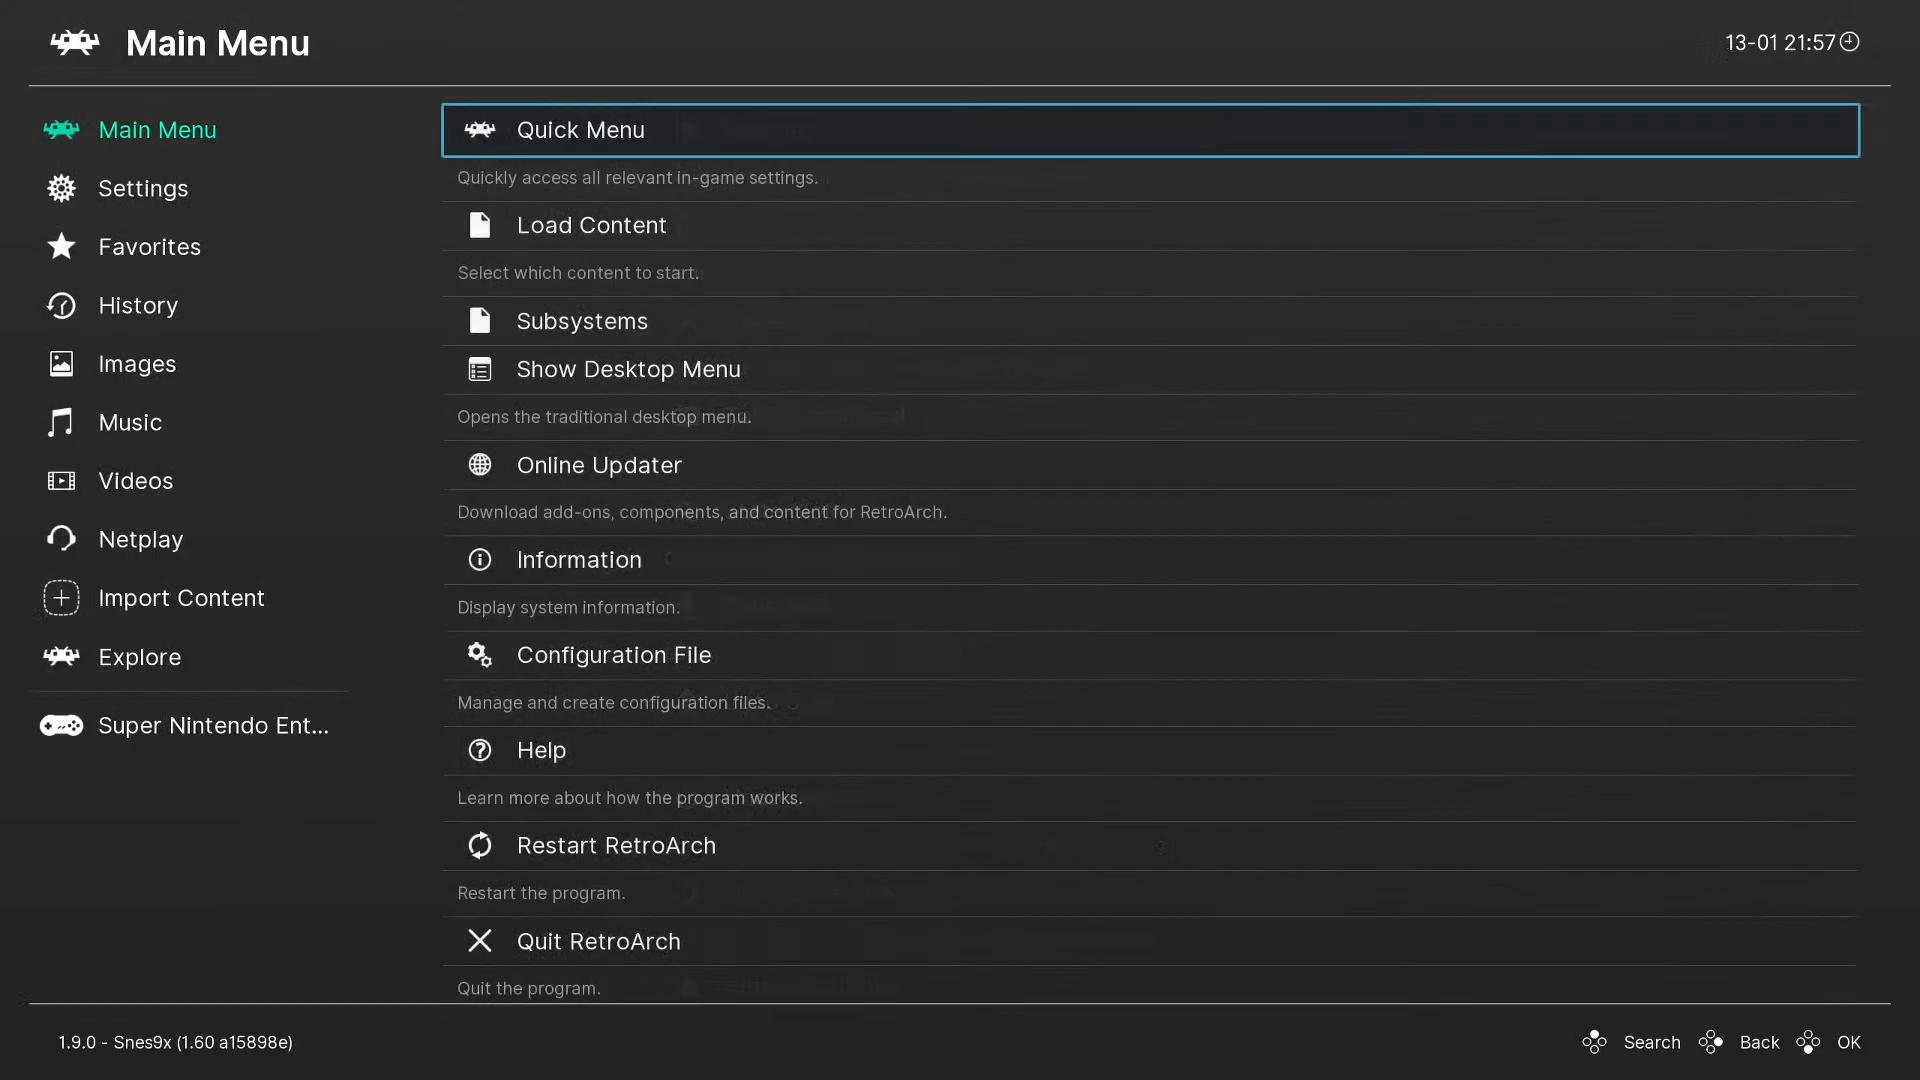 Main Menu
13-01 21:57
Main Menu
Settings
Favorites
History
Images
Music
Videos
Netplay
Import Content
Explore
Super Nintendo Ent...
Quick Menu
Quickly access all relevant in-game settings.
Load Content
Select which content to start.
Subsystems
Show Desktop Menu
Opens the traditional desktop menu.
Online Updater
Download add-ons, components, and content for RetroArch.
Information
Display system information.
Configuration File
Manage and create configuration files.
Help
Learn more about how the program works.
Restart RetroArch
Restart the program.
Quit RetroArch
Quit the program.
1.9.0 - Snes9x (1.60 a15898e)
Search Back OK